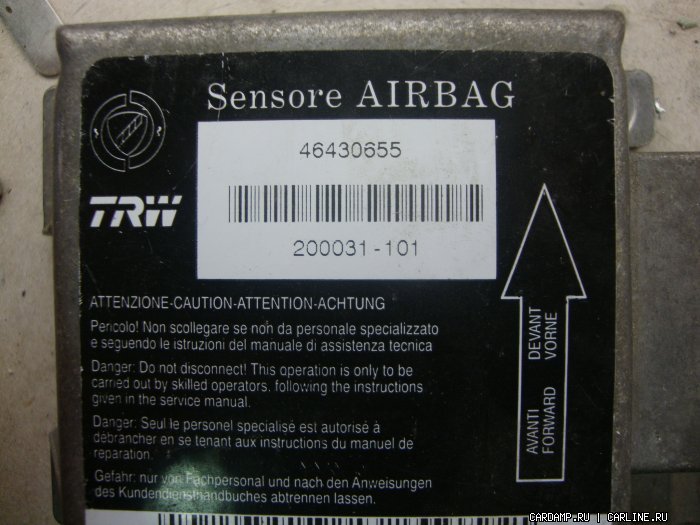 Sensore AIRBAG
46430655
200031-101
TRW
ATTENZIONE-CAUTION-ATTENTION-ACHTUNG
Pericolo! Non scollegare se non da personale specializzato
e seguendo le istruzioni del manuale di assistenza tecnica
Danger: Do not disconnect! This operation is only to be
carried out by skilled operators. following the instructions
given in the service manual.
Danger: Seul le personel specialisé est autorisé à
débrancher en se tenant aux instructions du manuel de
reparation.
Gefahr: nur von Fachpersonal und nach den Anweisungen
des Kundendiensthandbuches abtrennen lassen.
AVANTI DEVANT
FORWARD VORNE
CARDAMP.RU | CARLINE.RU